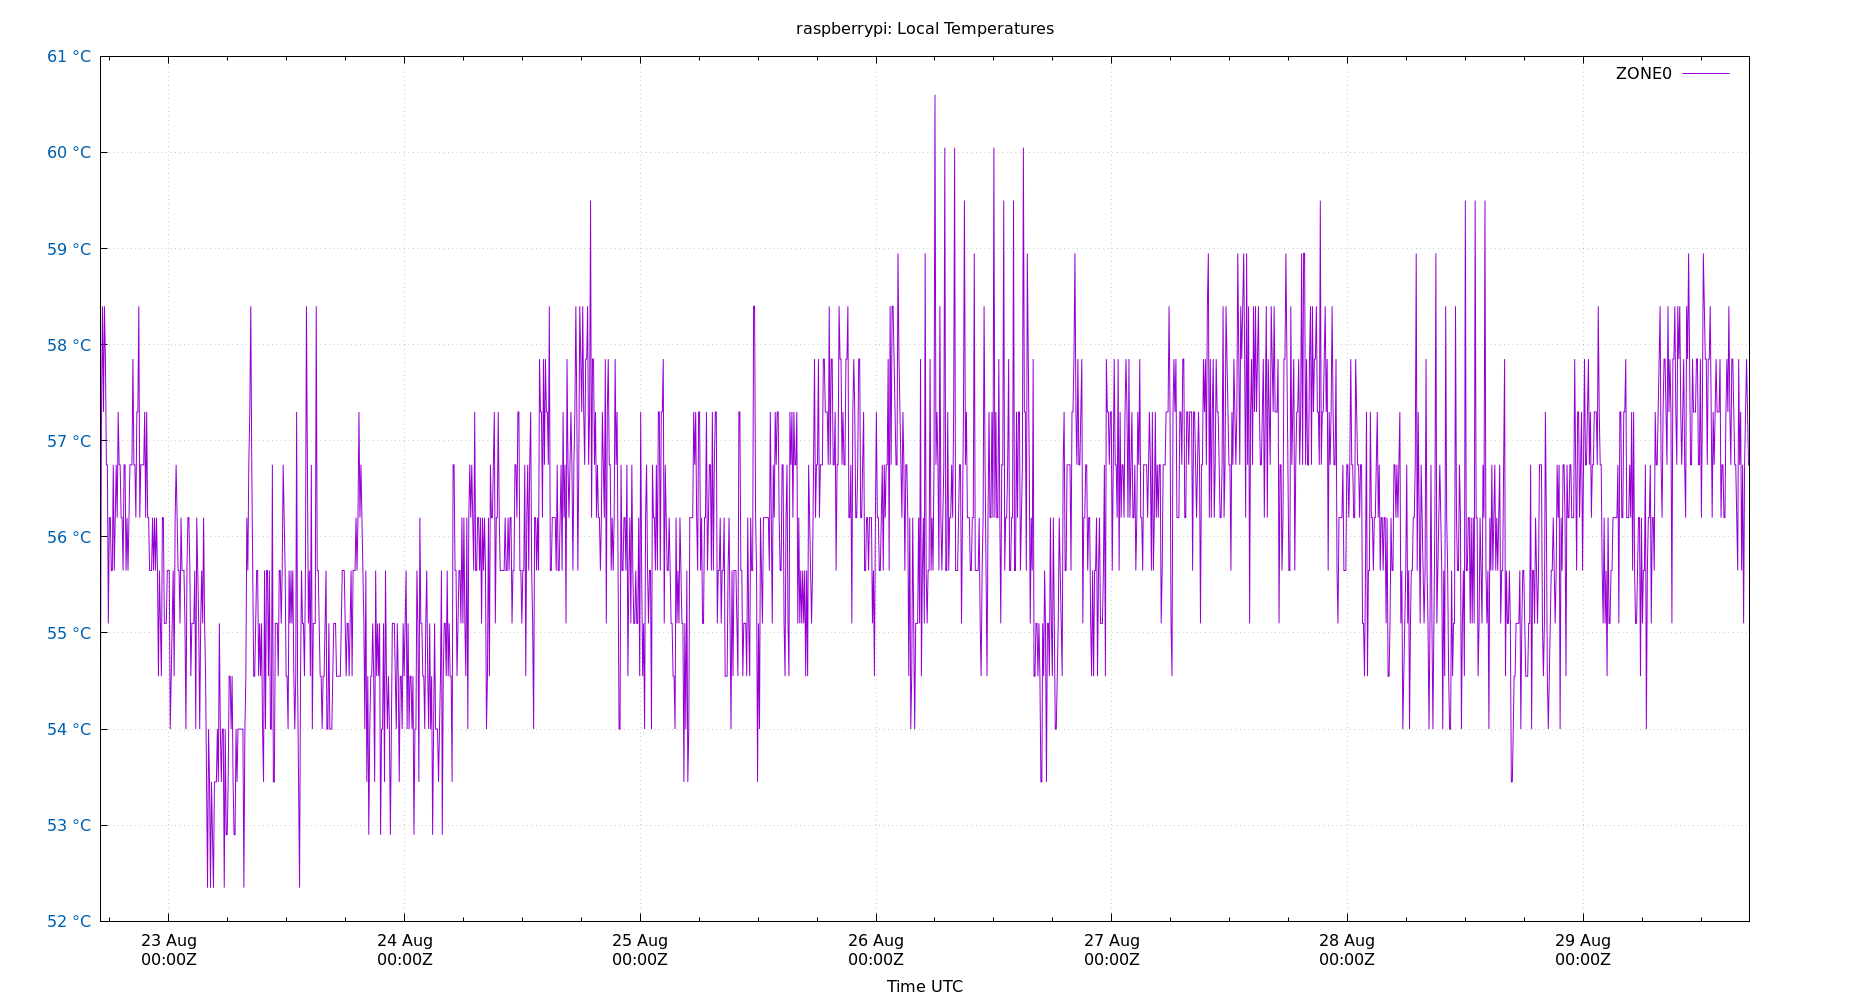 raspberrypi: Local Temperatures
61 °C
ZONE0
60 °C
59 °C
58 °C
57 °C
56 °C
55 °C
54 °C
53 °C
52 °C
23 Aug 24 Aug 25 Aug 26 Aug 27 Aug 28 Aug 29 Aug
00:00Z 00:00Z 00:00Z 00:00Z 00:00Z 00:00Z 00:00Z
Time UTC